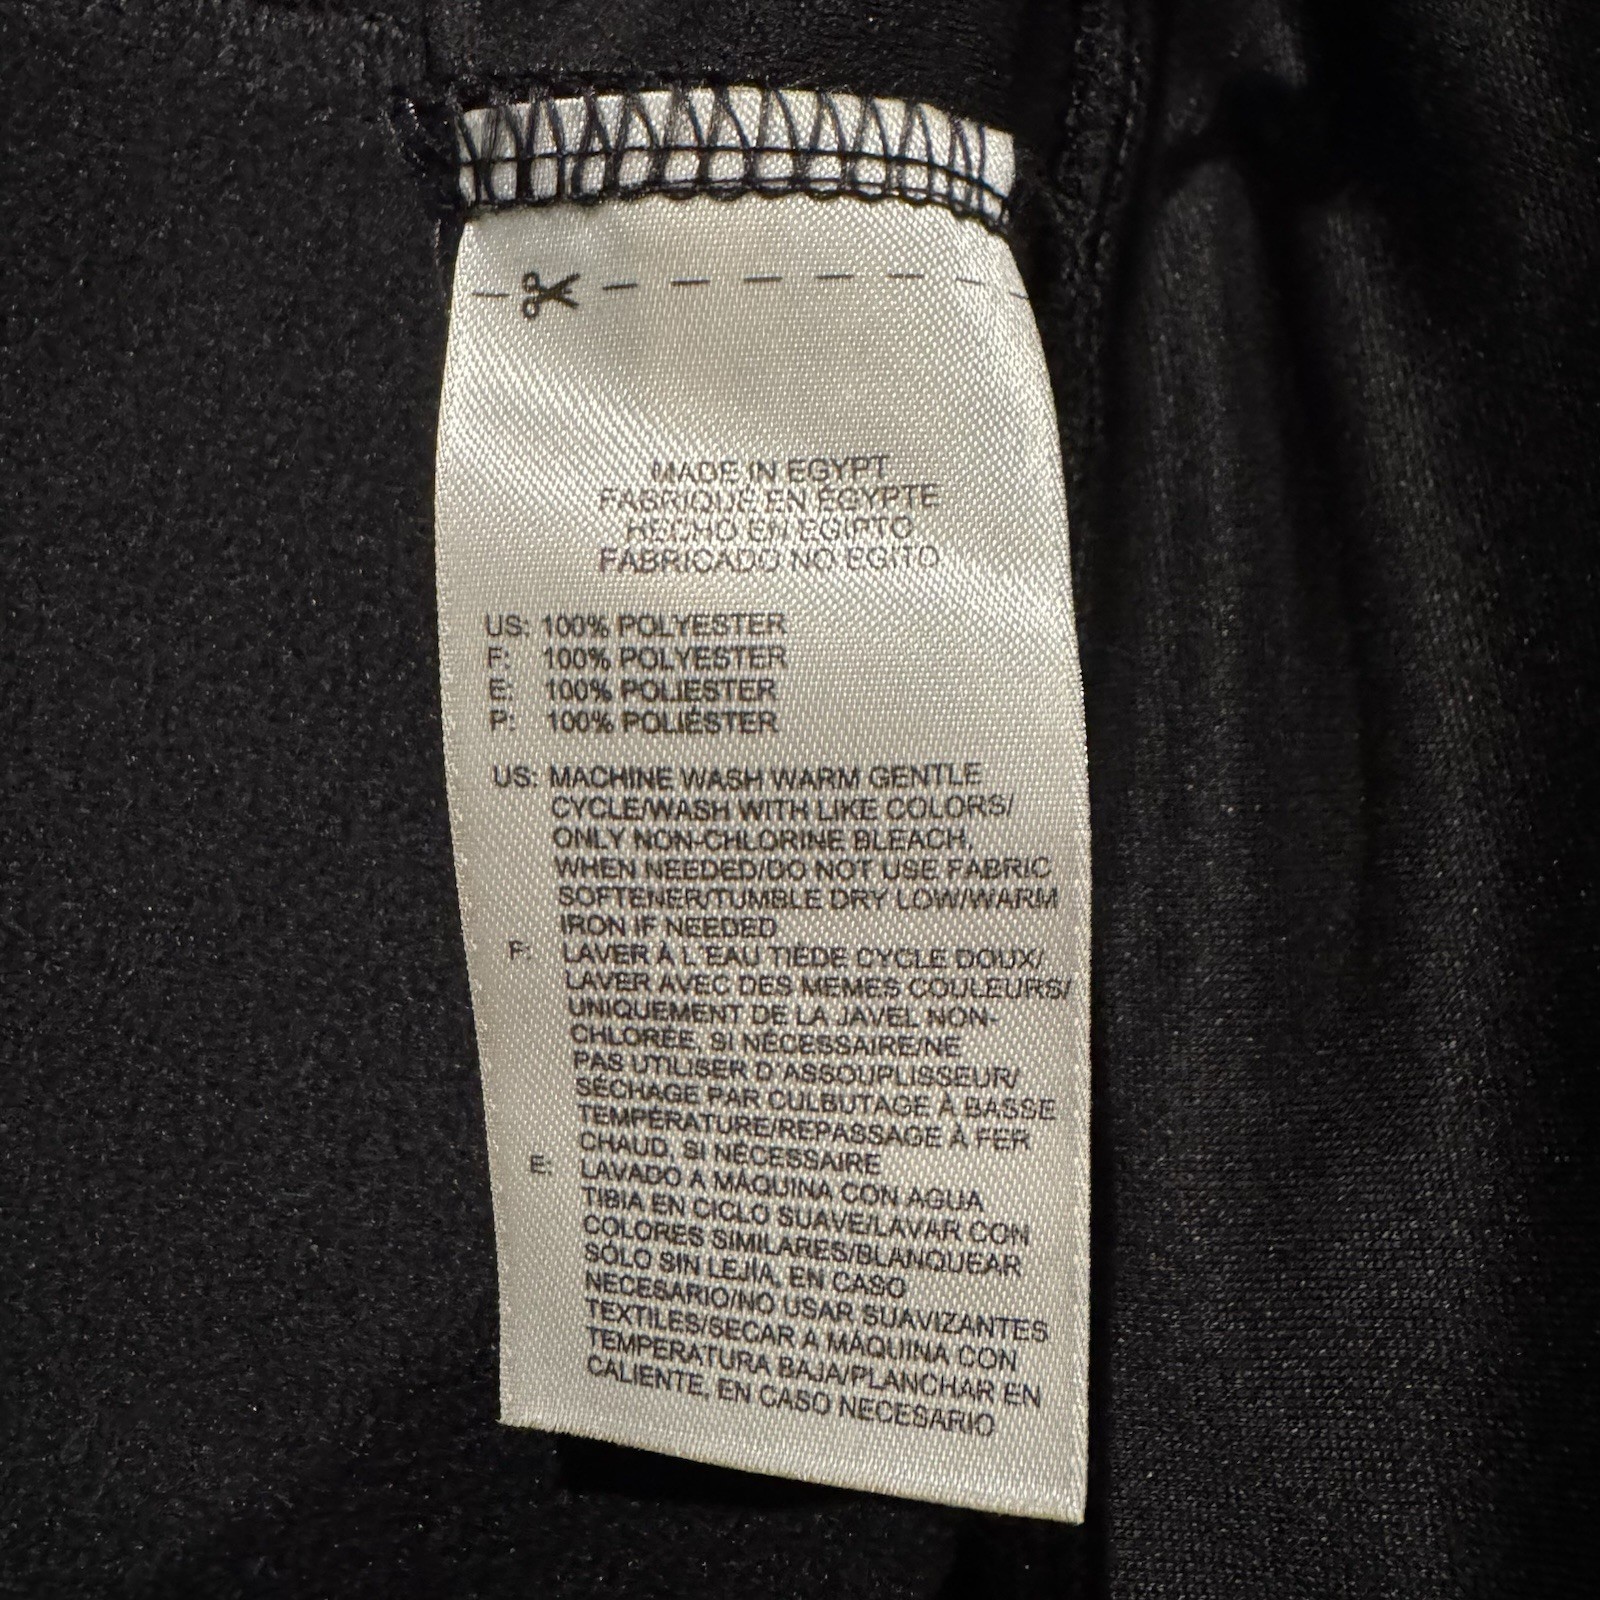 MADE IN EGYPT
FABRIQUÉ EN ÉGYPTE
HECHO EN EGIPTO
FABRICADO NO EGITO
US: 100% POLYESTER
F: 100% POLYESTER
E: 100% POLIESTER
P: 100% POLIÉSTER
US: MACHINE WASH WARM GENTLE
CYCLE/WASH WITH LIKE COLORS/
ONLY NON-CHLORINE BLEACH,
WHEN NEEDED/DO NOT USE FABRIC
SOFTENER/TUMBLE DRY LOW/WARM
IRON IF NEEDED
F: LAVER À L'EAU TIÈDE CYCLE DOUX/
LAVER AVEC DES MEMES COULEURS/
UNIQUEMENT DE LA JAVEL NON-
CHLORÉE, SI NÉCESSAIRE/NE
PAS UTILISER D'ASSOUPLISSEUR/
SÉCHAGE PAR CULBUTAGE À BASSE
TEMPÉRATURE/REPASSAGE À FER
CHAUD, SI NÉCESSAIRE
E: LAVADO A MÁQUINA CON AGUA
TIBIA EN CICLO SUAVE/LAVAR CON
COLORES SIMILARES/BLANQUEAR
SÓLO SIN LEJÍA, EN CASO
NECESARIO/NO USAR SUAVIZANTES
TEXTILES/SECAR A MÁQUINA CON
TEMPERATURA BAJA/PLANCHAR EN
CALIENTE, EN CASO NECESARIO